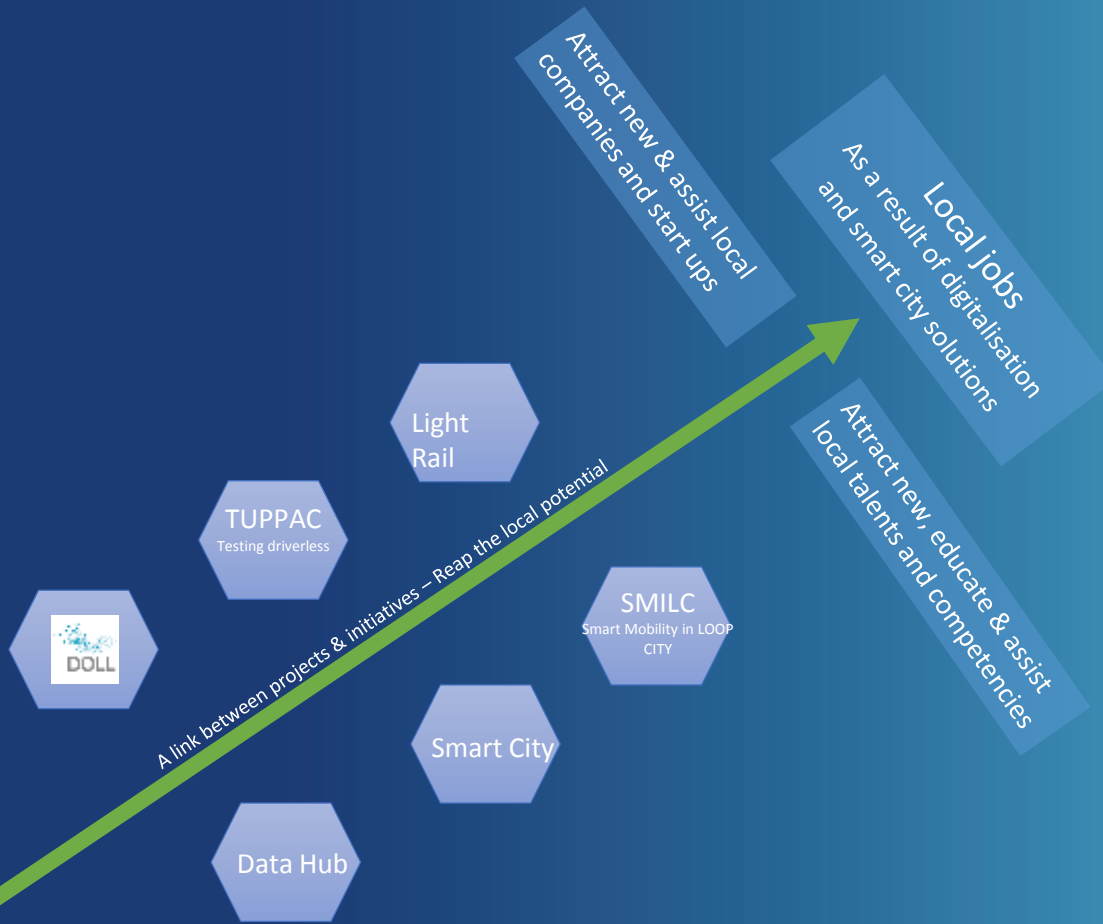 Attract new & assist local
companies and start ups
Local jobs
As a result of digitalisation
and smart city solutions
Light
Rail
A link between projects & initiatives – Reap the local potential
Attract new, educate & assist
local talents and competencies
TUPPAC
Testing driverless
SMILC
Smart Mobility in LOOP
CITY
DOLL
Smart City
Data Hub